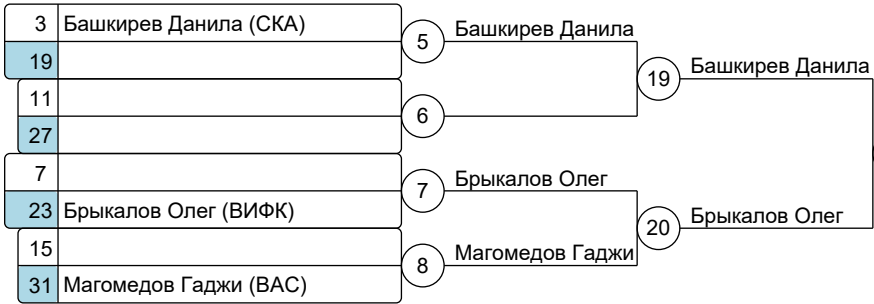 3 Башкирев Данила (СКА)
19
11
27
7
23 Брыкалов Олег (ВИФК)
15
31 Магомедов Гаджи (ВАС)
5 Башкирев Данила
6
7 Брыкалов Олег
8 Магомедов Гаджи
19 Башкирев Данила
20 Брыкалов Олег